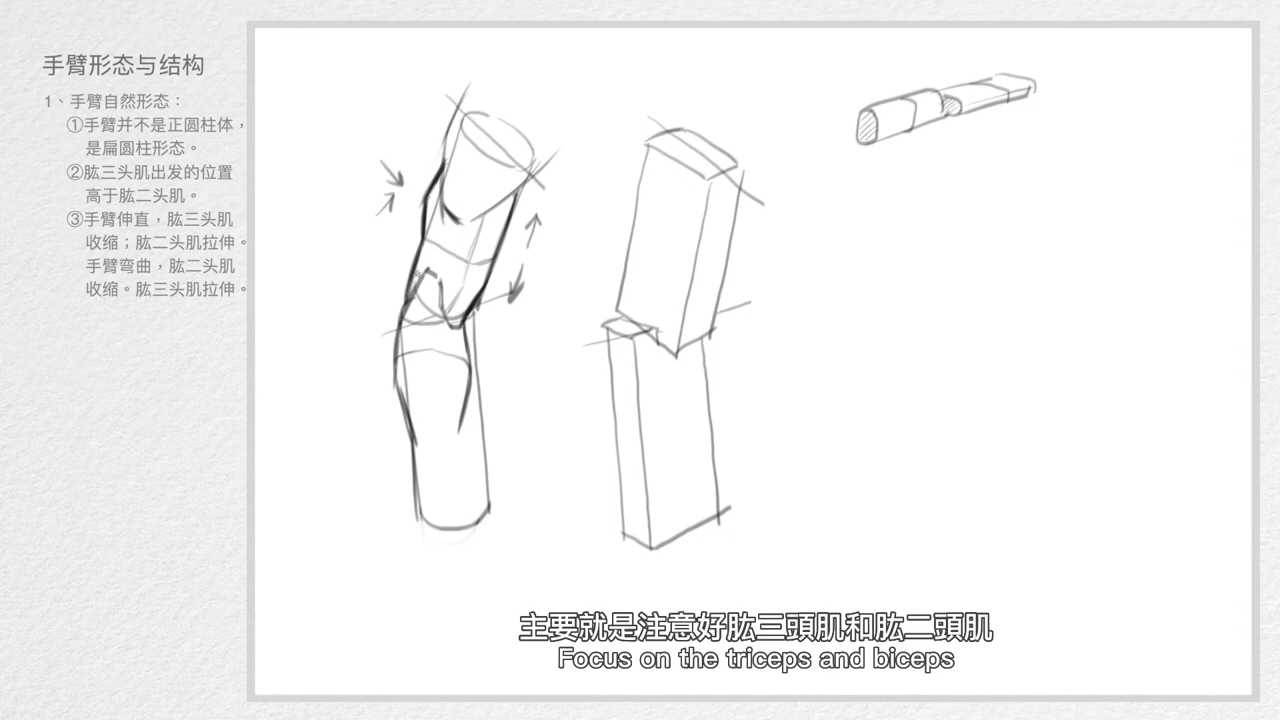 手臂形态与结构
1、手臂自然形态：
①手臂并不是正圆柱体，
是扁圆柱形态。
②肱三头肌出发的位置
高于肱二头肌。
③手臂伸直，肱三头肌
收缩；肱二头肌拉伸。
手臂弯曲，肱二头肌
收缩。肱三头肌拉伸。
主要就是注意好肱三頭肌和肱二頭肌
Focus on the triceps and biceps